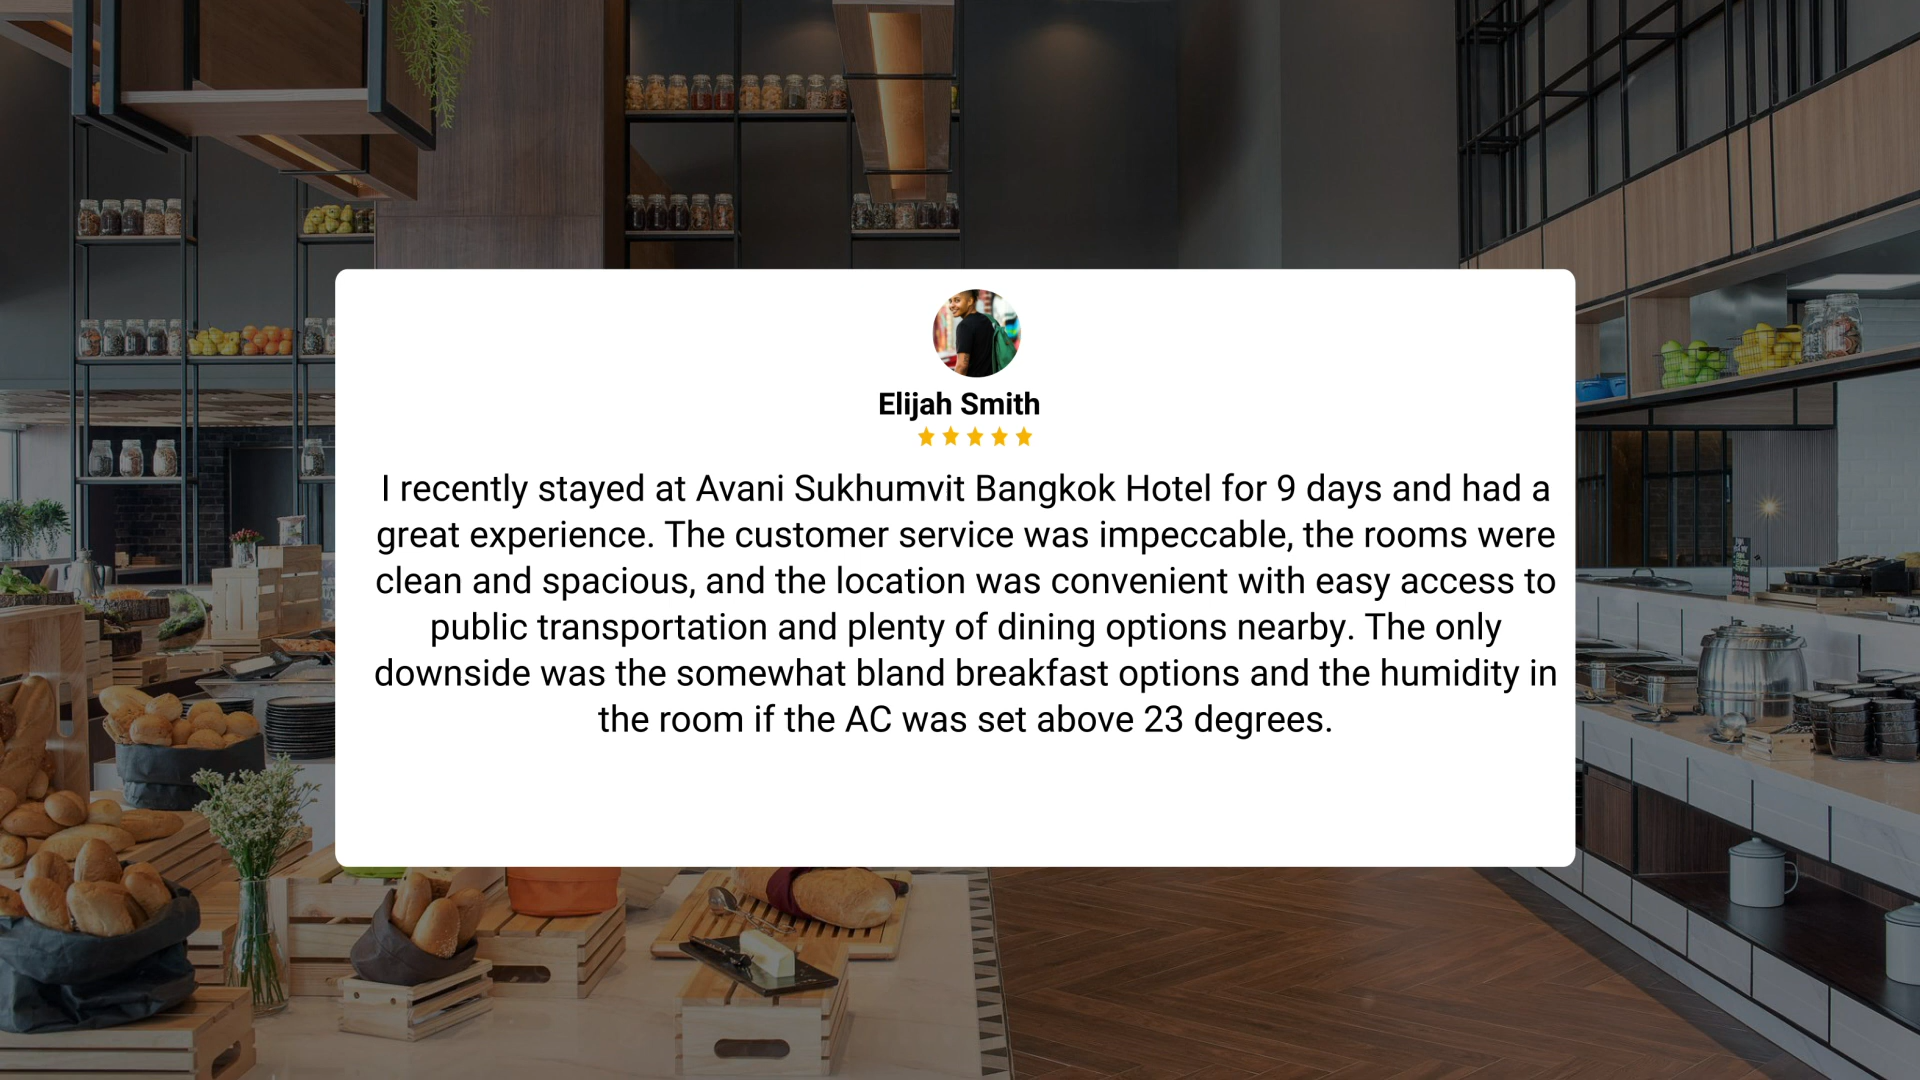 Elijah Smith
I recently stayed at Avani Sukhumvit Bangkok Hotel for 9 days and had a
great experience. The customer service was impeccable, the rooms were
clean and spacious, and the location was convenient with easy access to
public transportation and plenty of dining options nearby. The only
downside was the somewhat bland breakfast options and the humidity in
the room if the AC was set above 23 degrees.